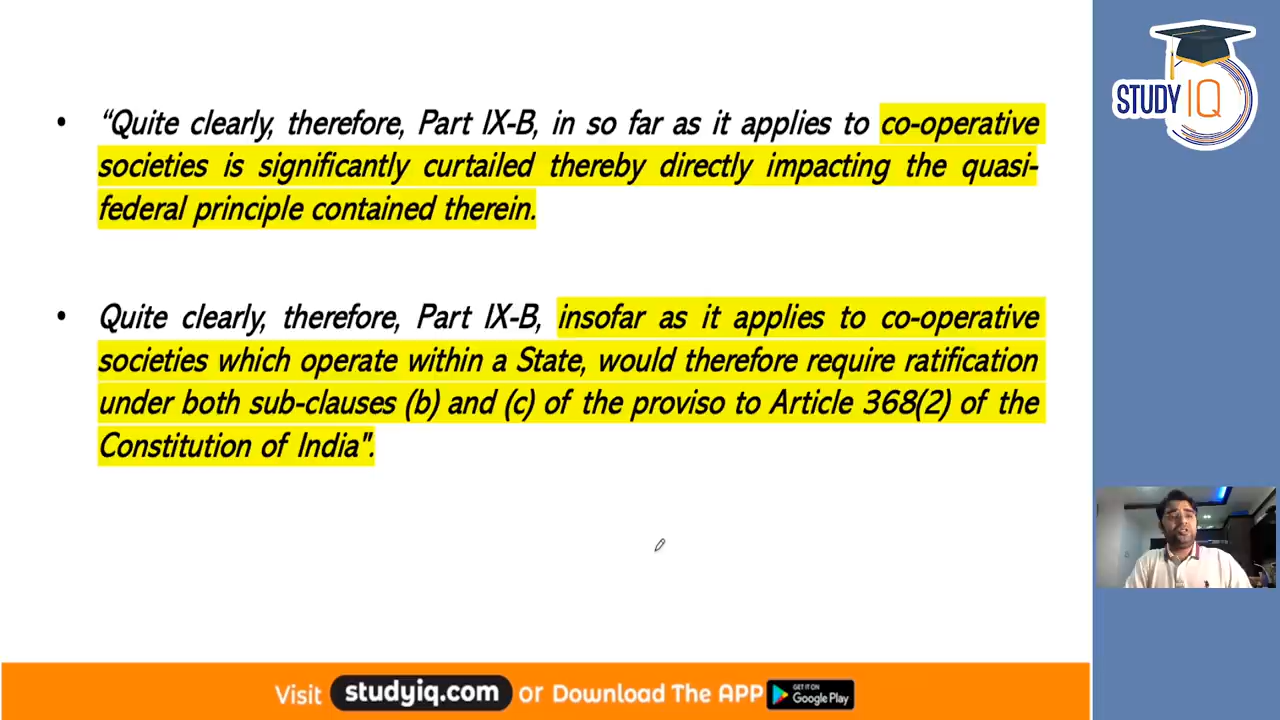 • “Quite clearly, therefore, Part IX-B, in so far as it applies to co-operative
societies is significantly curtailed thereby directly impacting the quasi-
federal principle contained therein.
• Quite clearly, therefore, Part IX-B, insofar as it applies to co-operative
societies which operate within a State, would therefore require ratification
under both sub-clauses (b) and (c) of the proviso to Article 368(2) of the
Constitution of India".
STUDY IQ
Visit studyiq.com or Download The APP GET IT ON Google Play